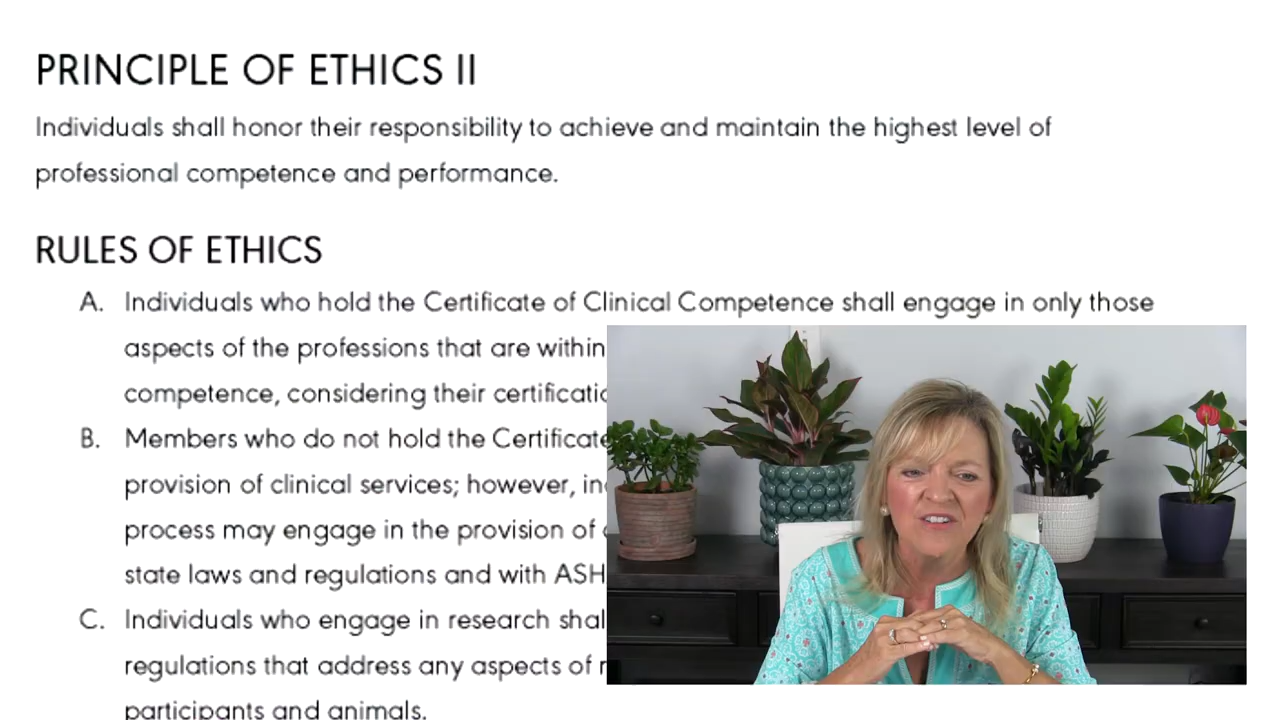 PRINCIPLE OF ETHICS II
Individuals shall honor their responsibility to achieve and maintain the highest level of
professional competence and performance.
RULES OF ETHICS
A. Individuals who hold the Certificate of Clinical Competence shall engage in only those
aspects of the professions that are within
competence, considering their
B. Members who do not hold the
provision of clinical services; however,
process may engage in the provision of
state laws and regulations and with
C. Individuals who engage in research
regulations that address any aspects of
participants and animals.